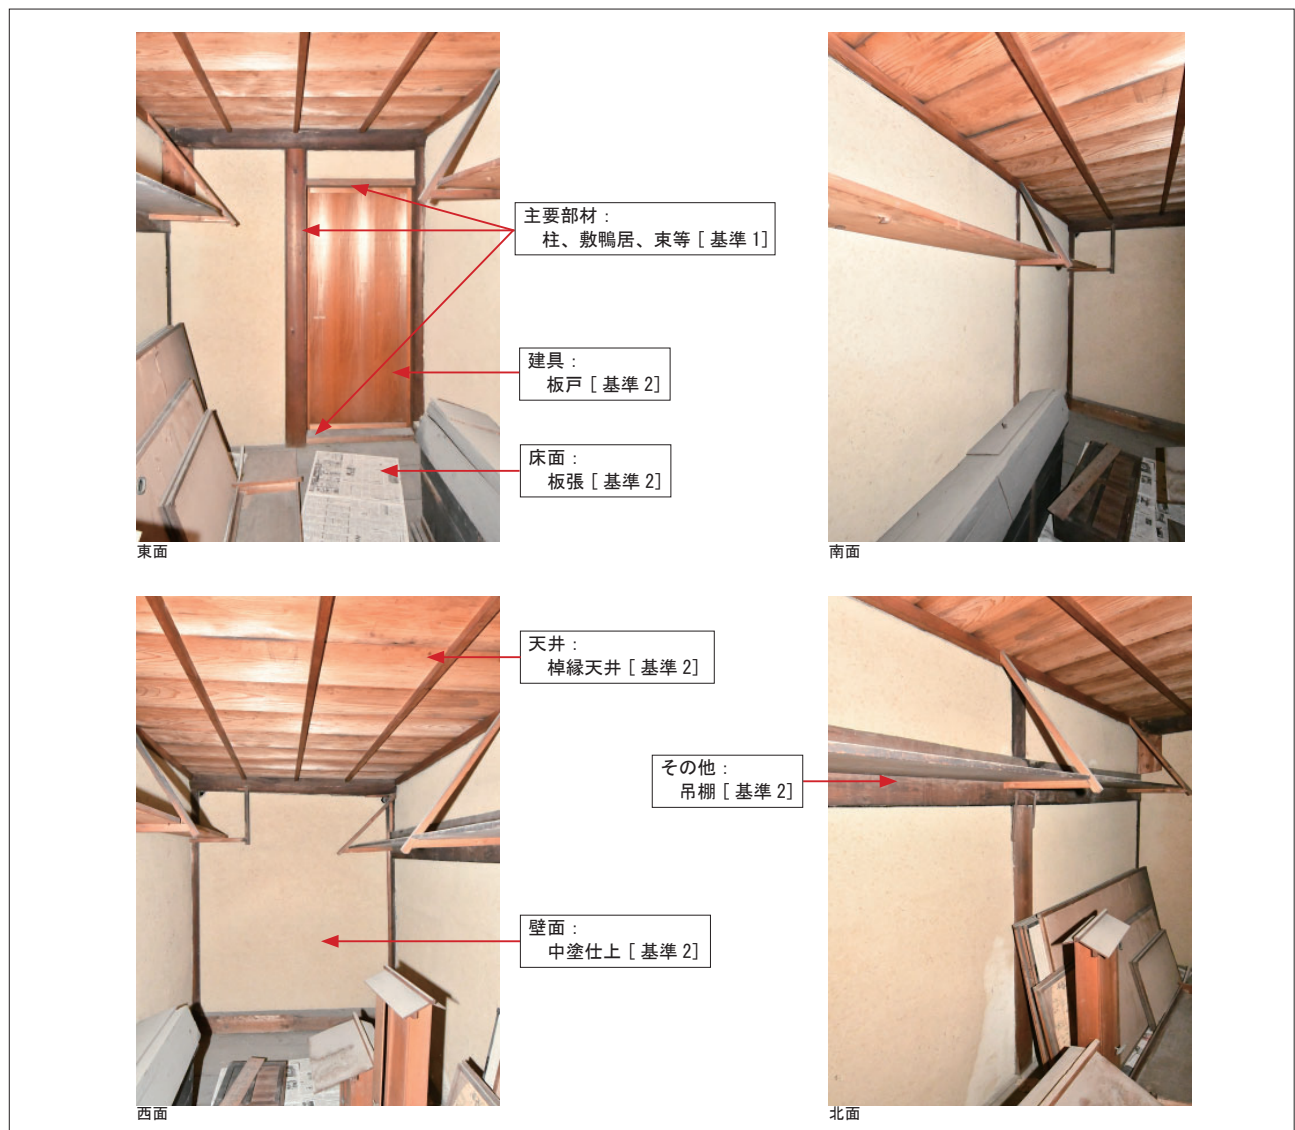 主要部材：
柱、敷鴨居、束等 [ 基準 1]
建具：
板戸 [ 基準 2]
床面：
板張 [ 基準 2]
東面
南面
天井：
棹縁天井 [ 基準 2]
その他：
吊棚 [ 基準 2]
壁面：
中塗仕上 [ 基準 2]
西面
北面